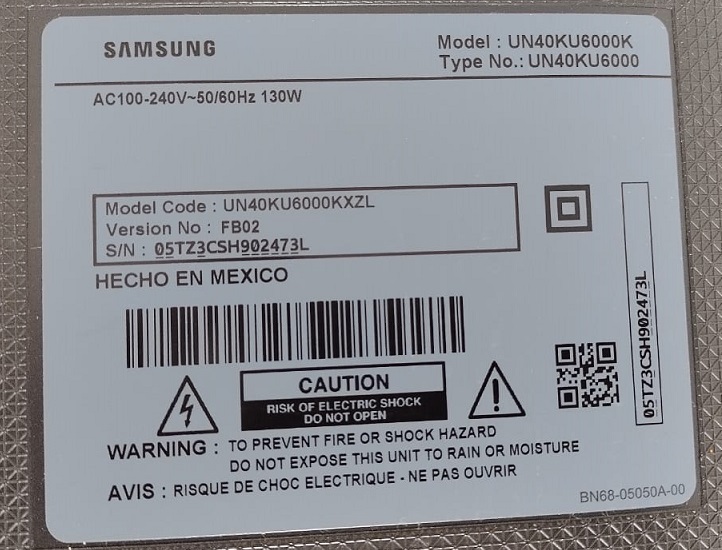 SAMSUNG
Model : UN40KU6000K
Type No.: UN40KU6000
AC100-240V~50/60Hz 130W
Model Code : UN40KU6000KXZL
Version No : FB02
S/N : 05TZ3CSH902473L
HECHO EN MEXICO
05TZ3CSH902473L
CAUTION
RISK OF ELECTRIC SHOCK
DO NOT OPEN
WARNING : TO PREVENT FIRE OR SHOCK HAZARD
DO NOT EXPOSE THIS UNIT TO RAIN OR MOISTURE
AVIS : RISQUE DE CHOC ELECTRIQUE - NE PAS OUVRIR
BN68-05050A-00